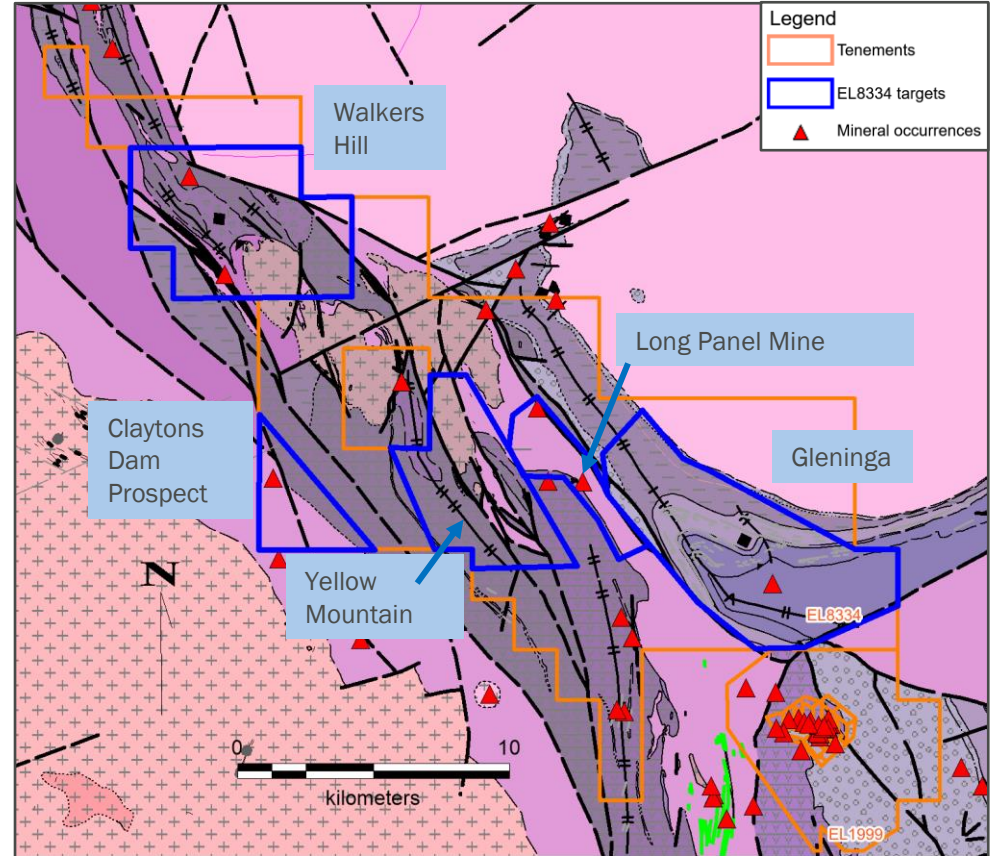 Legend
Tenements
EL8334 targets
Mineral occurrences
Walkers
Hill
Long Panel Mine
Claytons
Dam
Prospect
Gleninga
Yellow
Mountain
N
EL8334
0
10
kilometers
EL1999